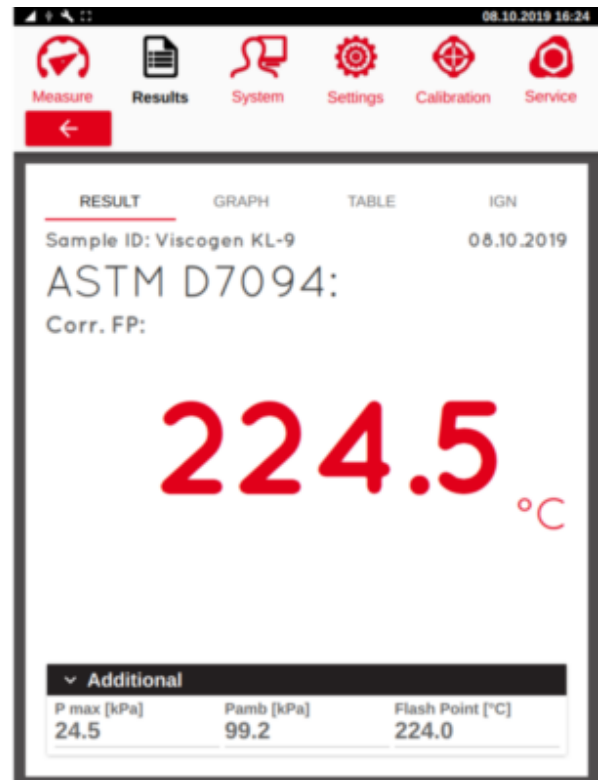 08.10.2019 16:24
Measure Results System Settings Calibration Service
RESULT GRAPH TABLE IGN
Sample ID: Viscogen KL-9 08.10.2019
ASTM D7094:
Corr. FP:
224.5
°C
Additional
P max [kPa] Pamb [kPa] Flash Point [°C]
24.5 99.2 224.0